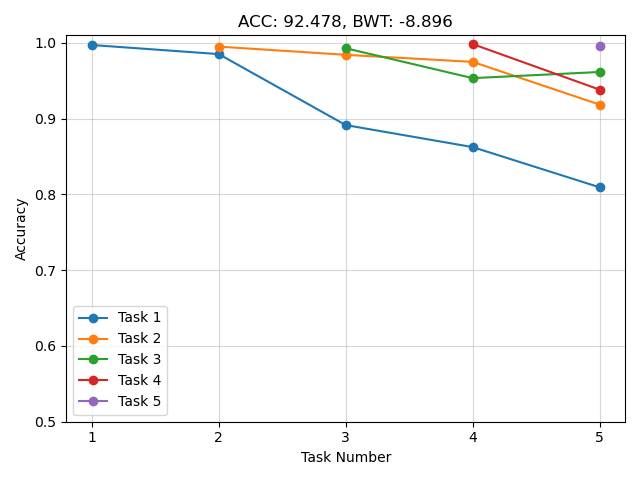 ACC: 92.478, BWT: -8.896
1.0
0.9
0.8
0.7
0.6
0.5
Accuracy
Task 1
Task 2
Task 3
Task 4
Task 5
1 2 3 4 5
Task Number